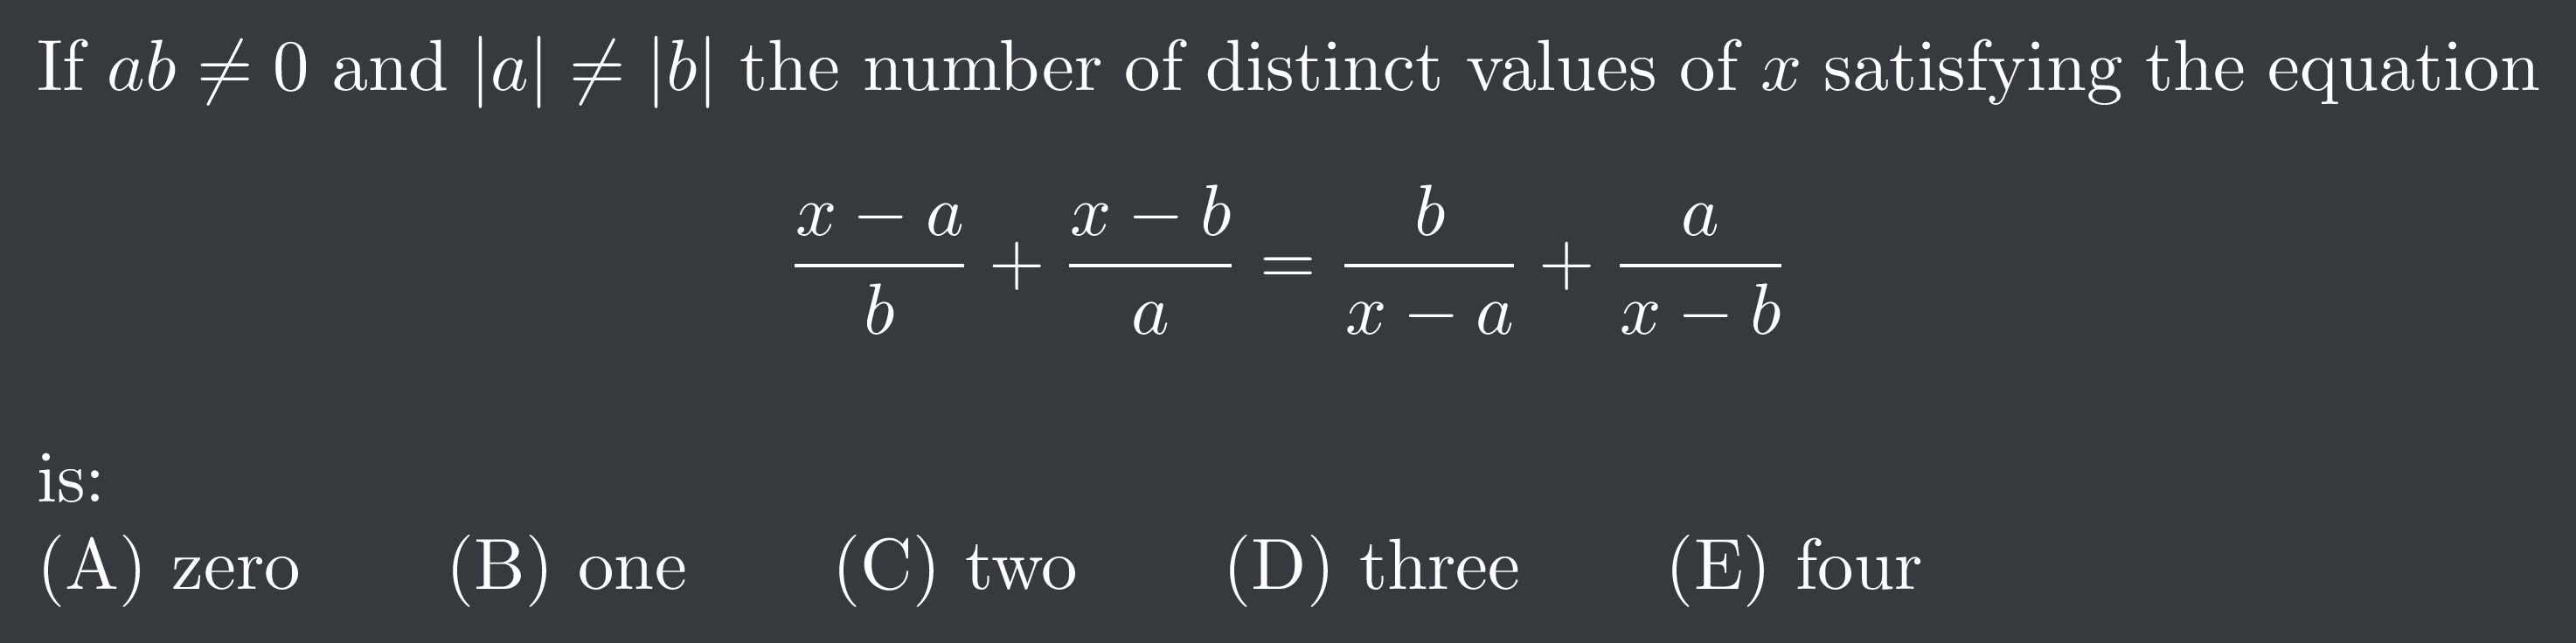 If $ab \neq 0$ and $|a| \neq |b|$ the number of distinct values of $x$ satisfying the equation
$$\frac{x-a}{b} + \frac{x-b}{a} = \frac{b}{x-a} + \frac{a}{x-b}$$
is:
(A) zero (B) one (C) two (D) three (E) four